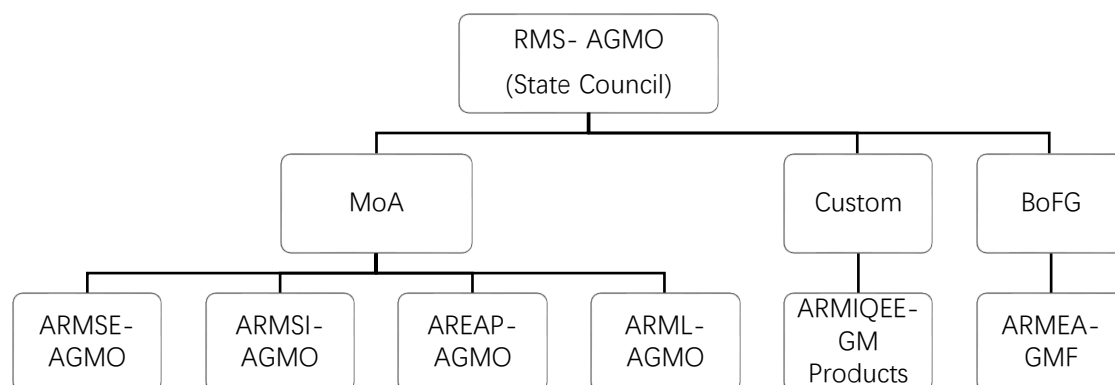 RMS- AGMO
(State Council)
MoA
Custom
BoFG
ARMSE-
AGMO
ARMSI-
AGMO
AREAP-
AGMO
ARML-
AGMO
ARMIQEE-
GM
Products
ARMEA-
GMF